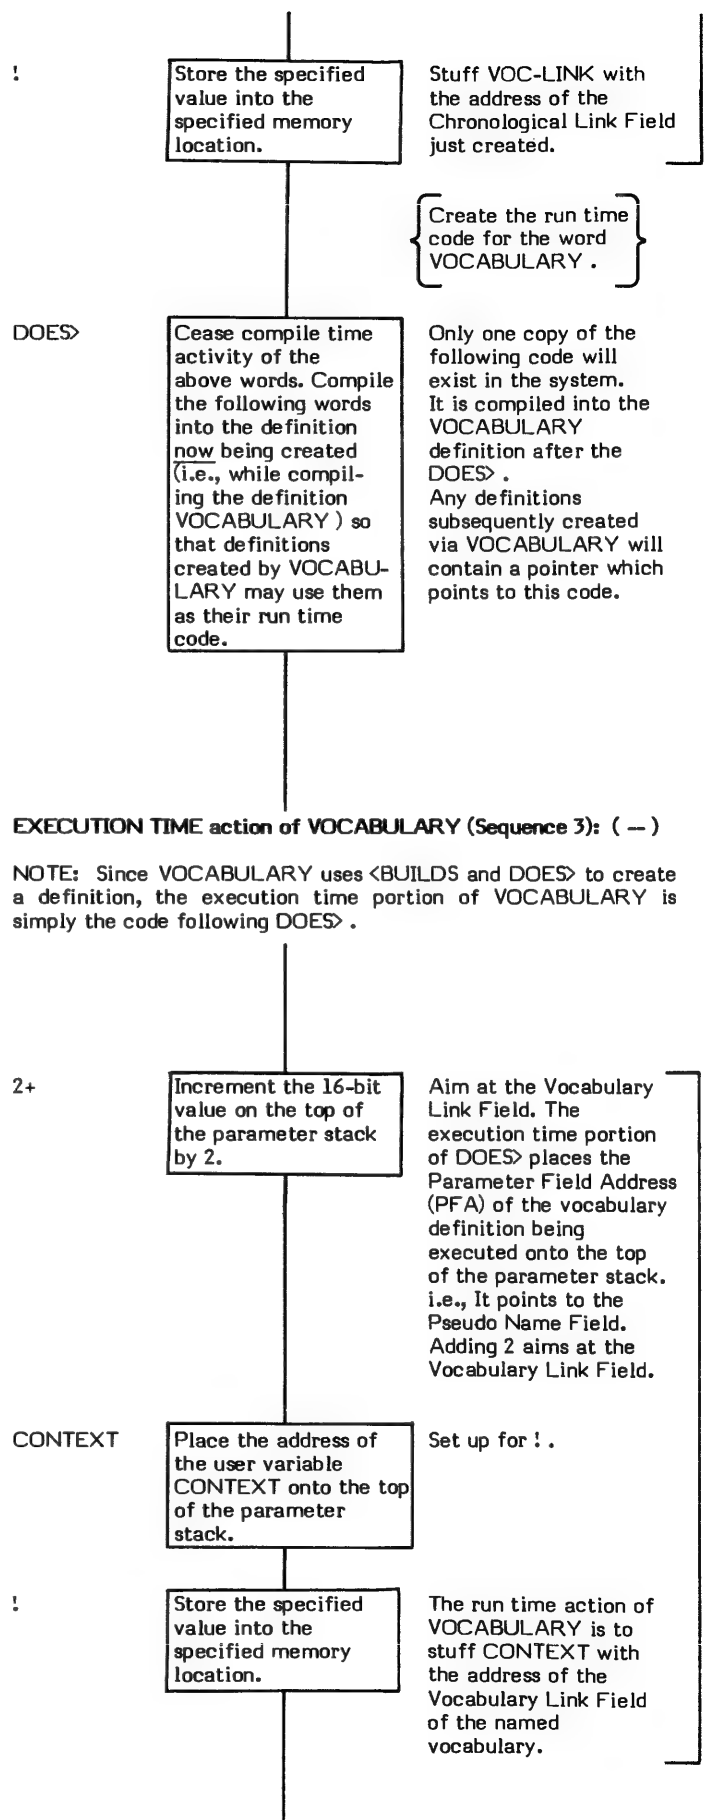 !
Store the specified
value into the
specified memory
location.
Stuff VOC-LINK with
the address of the
Chronological Link Field
just created.
Create the run time
code for the word
VOCABULARY .
DOES>
Cease compile time
activity of the
above words. Compile
the following words
into the definition
now being created
(i.e., while compil-
ing the definition
VOCABULARY ) so
that definitions
created by VOCABU-
LARY may use them
as their run time
code.
Only one copy of the
following code will
exist in the system.
It is compiled into the
VOCABULARY
definition after the
DOES> .
Any definitions
subsequently created
via VOCABULARY will
contain a pointer which
points to this code.
EXECUTION TIME action of VOCABULARY (Sequence 3): ( -- )
NOTE: Since VOCABULARY uses <BUILDS and DOES> to create
a definition, the execution time portion of VOCABULARY is
simply the code following DOES> .
2+
Increment the 16-bit
value on the top of
the parameter stack
by 2.
Aim at the Vocabulary
Link Field. The
execution time portion
of DOES> places the
Parameter Field Address
(PFA) of the vocabulary
definition being
executed onto the top
of the parameter stack.
i.e., It points to the
Pseudo Name Field.
Adding 2 aims at the
Vocabulary Link Field.
CONTEXT
Place the address of
the user variable
CONTEXT onto the top
of the parameter
stack.
Set up for ! .
!
Store the specified
value into the
specified memory
location.
The run time action of
VOCABULARY is to
stuff CONTEXT with
the address of the
Vocabulary Link Field
of the named
vocabulary.